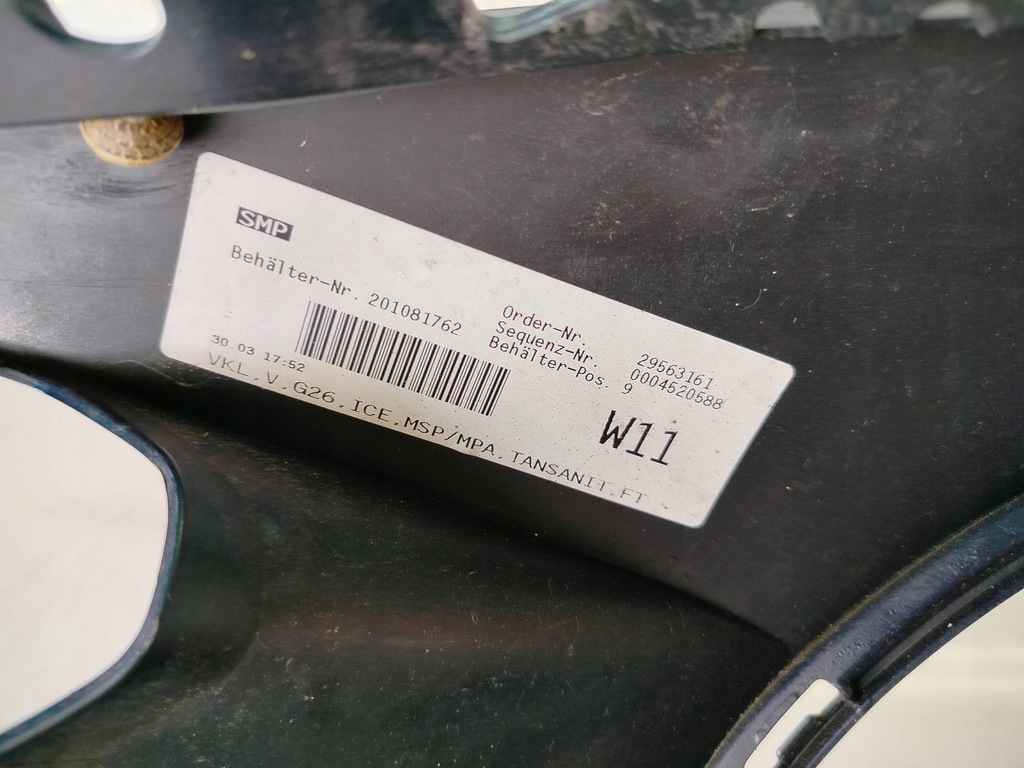 SMP
Behälter-Nr. 201081762
Order-Nr. 29563161
Sequenz-Nr. 0004520588
Behälter-Pos. 9
30.03 17:52
W11
VKL.V.G26.ICE.MSP/MPA.TANSANIT.FT